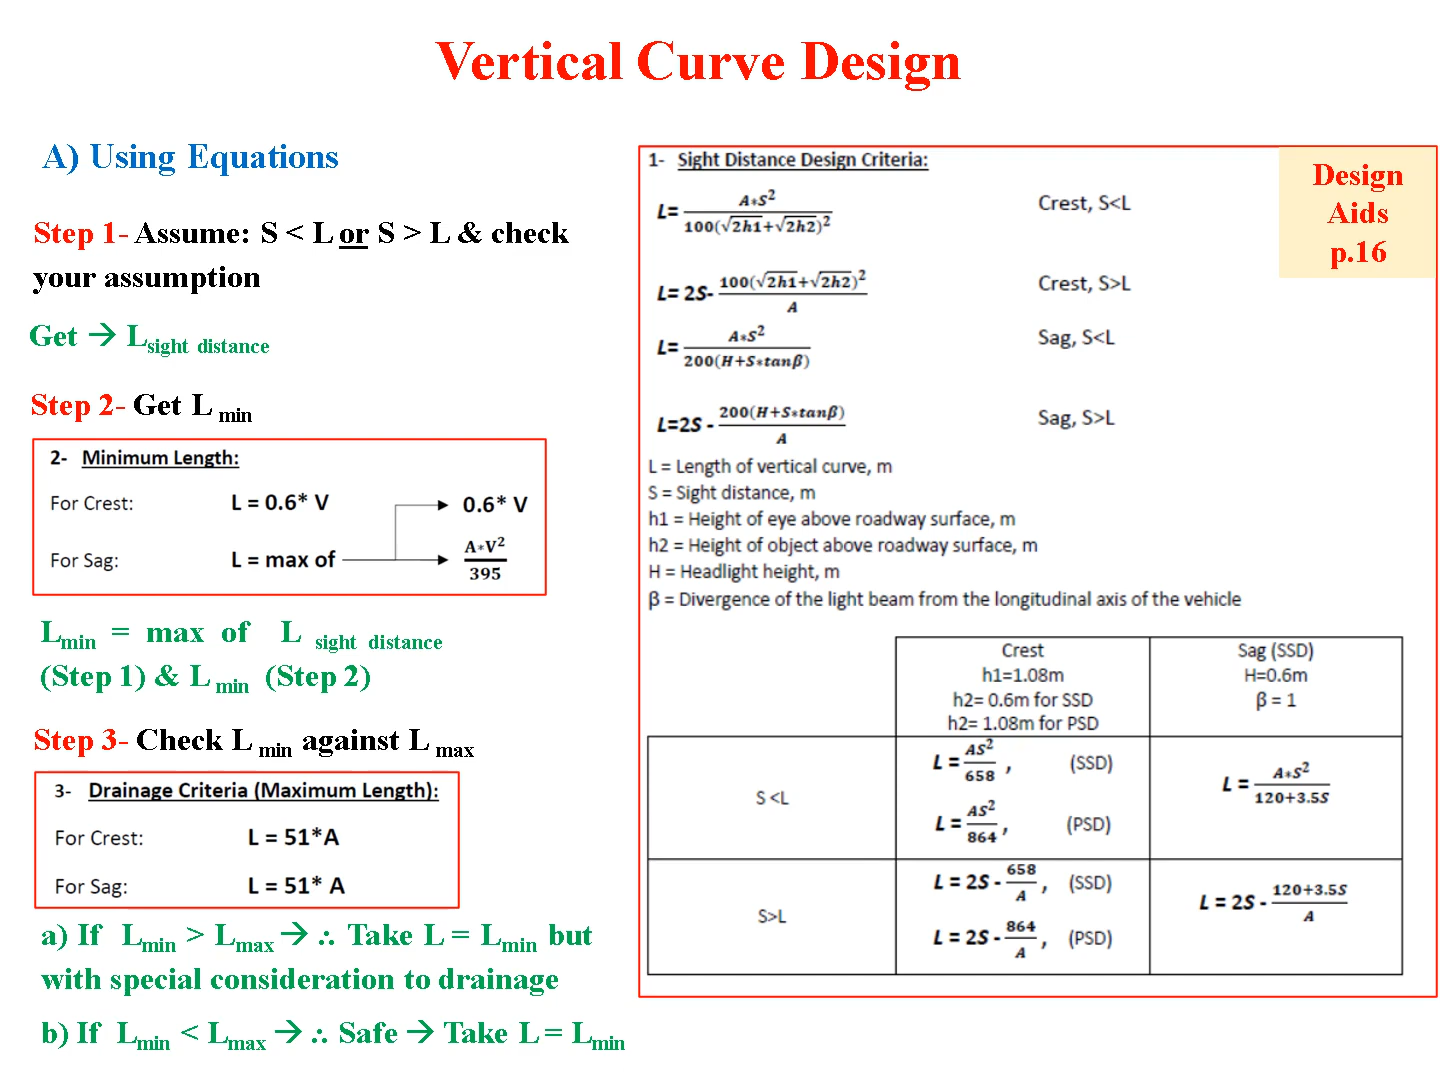 Vertical Curve Design
A) Using Equations
Step 1- Assume: S < L or S > L & check
your assumption
Get → Lsight distance
Step 2- Get L min
2- Minimum Length:
For Crest: L = 0.6* V 0.6* V
For Sag: L = max of A*V²/395
Lmin = max of L sight distance
(Step 1) & L min (Step 2)
Step 3- Check L min against L max
3- Drainage Criteria (Maximum Length):
For Crest: L = 51*A
For Sag: L = 51* A
a) If Lmin > Lmax → ∴ Take L = Lmin but
with special consideration to drainage
b) If Lmin < Lmax → ∴ Safe → Take L = Lmin
Design
Aids
p.16
1- Sight Distance Design Criteria:
L= A*S²/100(√2h1+√2h2)² Crest, S<L
L= 2S- 100(√2h1+√2h2)²/A Crest, S>L
L= A*S²/200(H+S*tanβ) Sag, S<L
L=2S - 200(H+S*tanβ)/A Sag, S>L
L = Length of vertical curve, m
S = Sight distance, m
h1 = Height of eye above roadway surface, m
h2 = Height of object above roadway surface, m
H = Headlight height, m
β = Divergence of the light beam from the longitudinal axis of the vehicle
Crest
h1=1.08m
h2= 0.6m for SSD
h2= 1.08m for PSD
Sag (SSD)
H=0.6m
β = 1
S <L
L = AS²/658 , (SSD)
L = AS²/864 , (PSD)
L = A*S²/120+3.5S
S>L
L = 2S - 658/A , (SSD)
L = 2S - 864/A , (PSD)
L = 2S - 120+3.5S/A